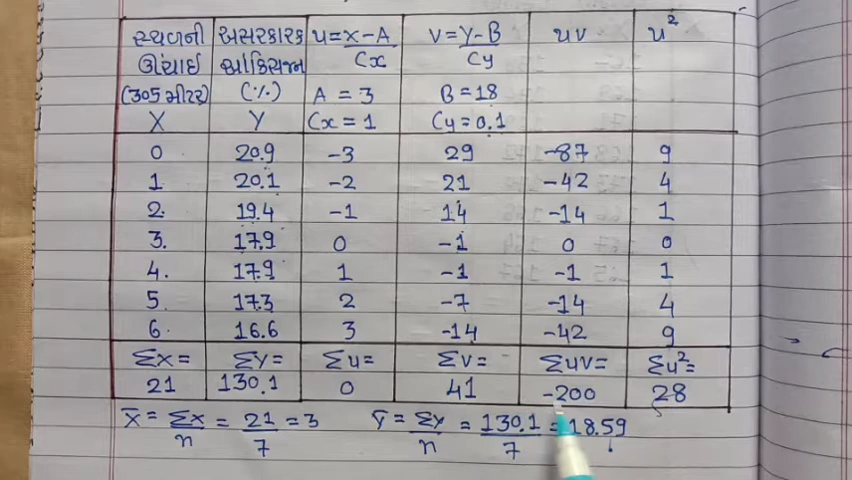 સ્થળની અસરકારક u=x-A/Cx v=Y-B/Cy uv u²
ઊંચાઈ ઑક્સિજન
(305 મીટર) (%) A = 3 B=18
X Y Cx = 1 Cy=0.1
0 20.9 -3 29 -87 9
1 20.1 -2 21 -42 4
2. 19.4 -1 14 -14 1
3. 17.9 0 -1 0 0
4. 17.9 1 -1 -1 1
5. 17.3 2 -7 -14 4
6. 16.6 3 -14 -42 9
Σx= Σy= Σu= Σv= Σuv= Σu²=
21 130.1 0 41 -200 28
x̄ = Σx/n = 21/7 = 3 ȳ = Σy/n = 130.1/7 = 18.59